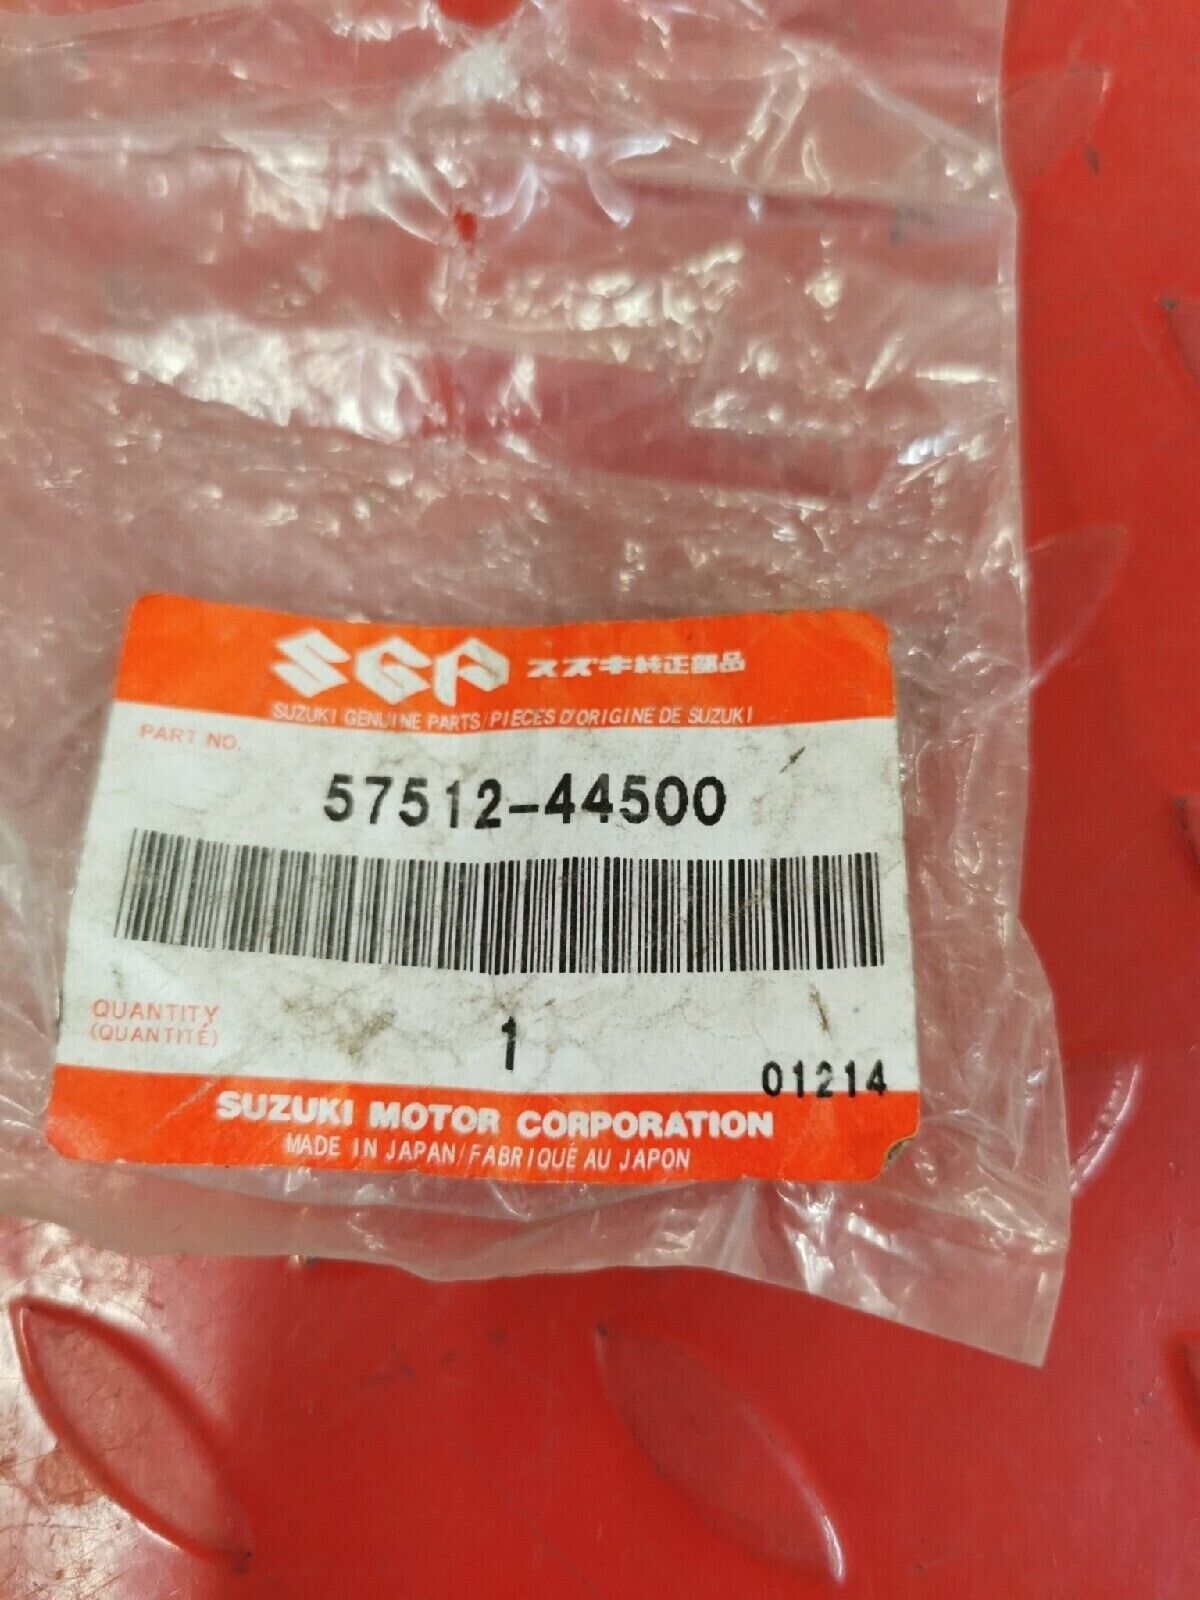 SGP スズキ純正部品
SUZUKI GENUINE PARTS/PIECES D'ORIGINE DE SUZUKI
PART NO.
57512-44500
QUANTITY
(QUANTITÉ)
1
01214
SUZUKI MOTOR CORPORATION
MADE IN JAPAN/FABRIQUÉ AU JAPON